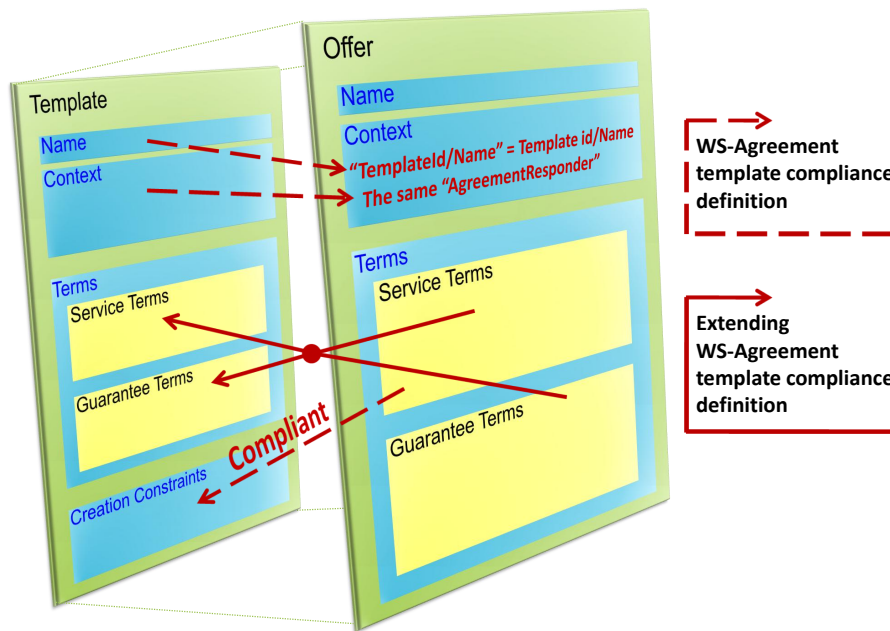 Template
Name
Context
Terms
Service Terms
Guarantee Terms
Creation Constraints
Compliant
Offer
Name
Context
“TemplateId/Name” = Template id/Name
The same “AgreementResponder”
Terms
Service Terms
Guarantee Terms
WS-Agreement
template compliance
definition
Extending
WS-Agreement
template compliance
definition